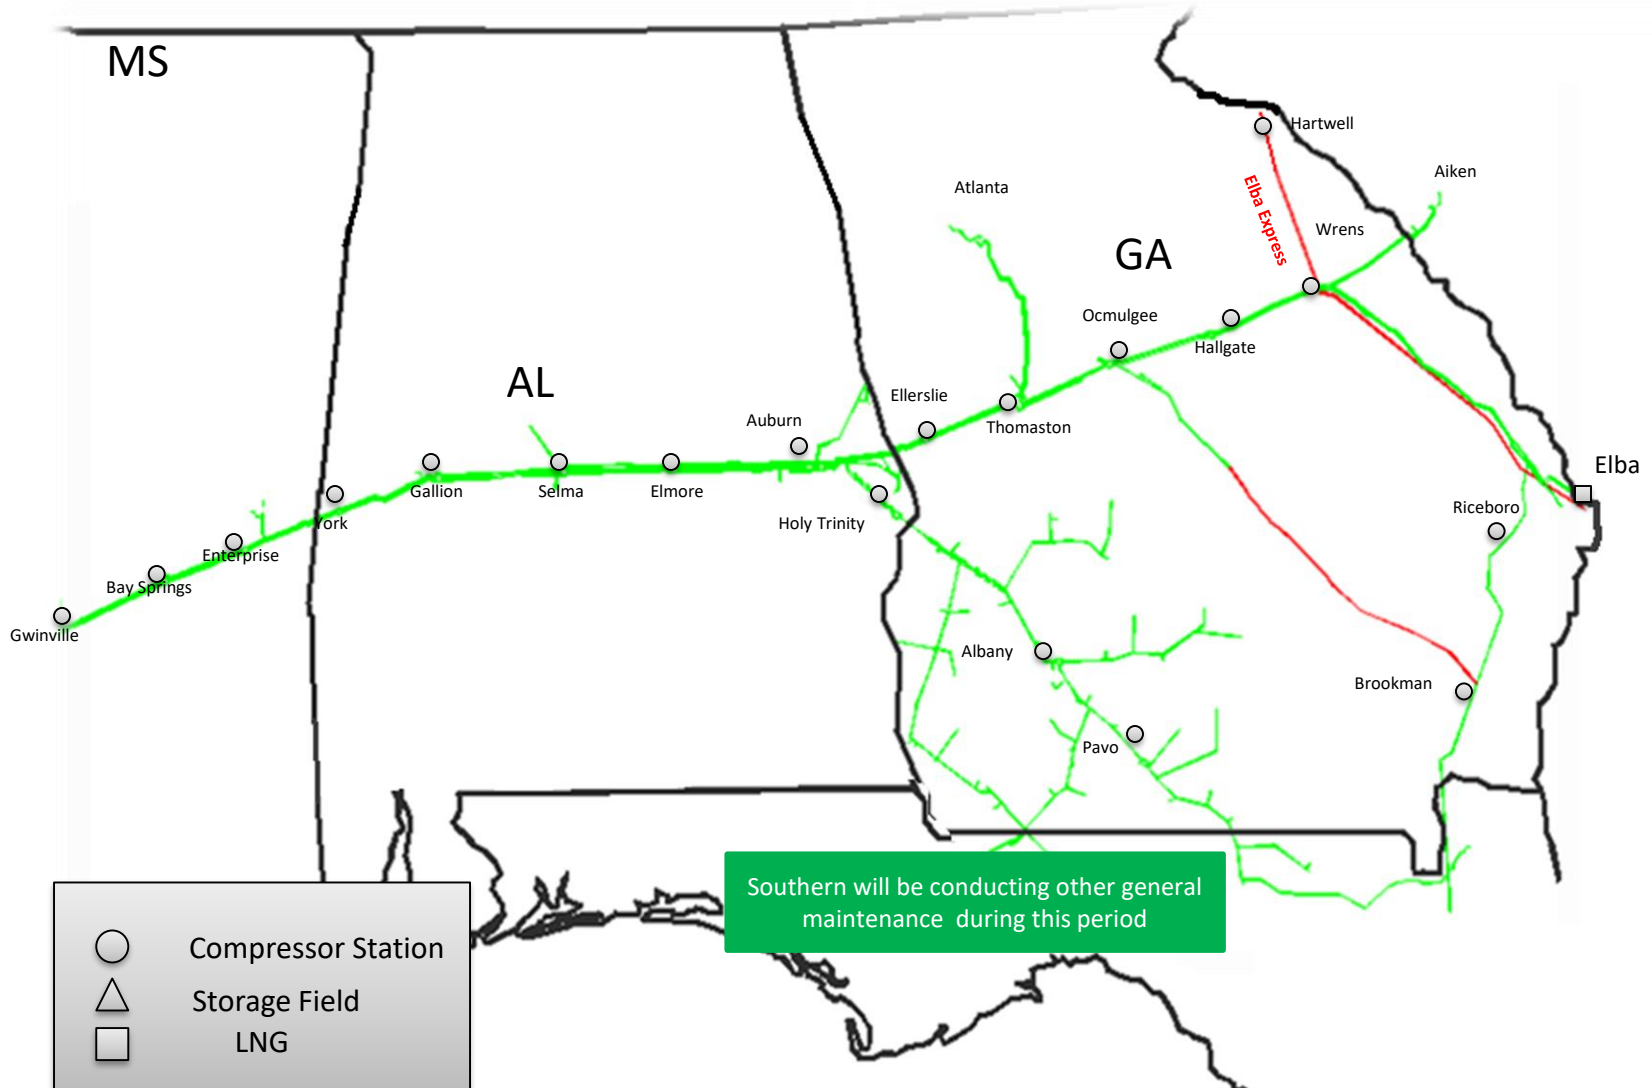 MS
Hartwell
Aiken
Atlanta
Elba Express
Wrens
GA
Ocmulgee
Hallgate
AL
Ellerslie
Auburn
Thomaston
Elba
Gallion
Selma
Elmore
Riceboro
York
Holy Trinity
Enterprise
Bay Springs
Gwinville
Albany
Brookman
Pavo
Southern will be conducting other general
maintenance during this period
Compressor Station
Storage Field
LNG